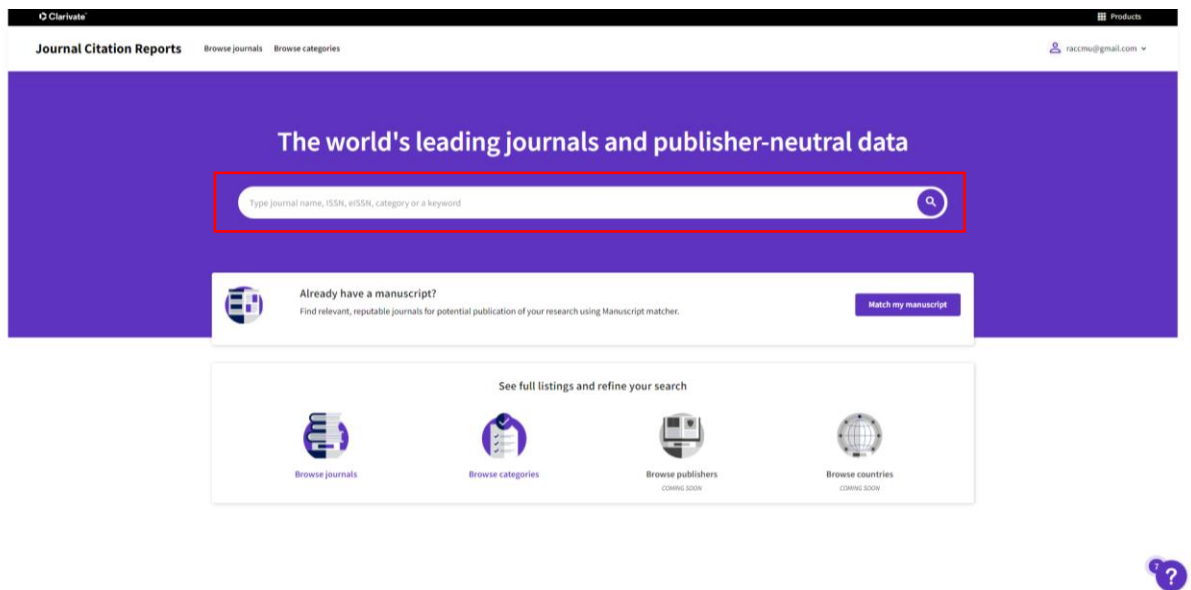 Clarivate
Products
Journal Citation Reports Browse journals Browse categories raccmu@gmail.com
The world's leading journals and publisher-neutral data
Type journal name, ISSN, eISSN, category or a keyword
Already have a manuscript?
Find relevant, reputable journals for potential publication of your research using Manuscript matcher.
Match my manuscript
See full listings and refine your search
Browse journals Browse categories Browse publishers Browse countries
COMING SOON COMING SOON
7
?